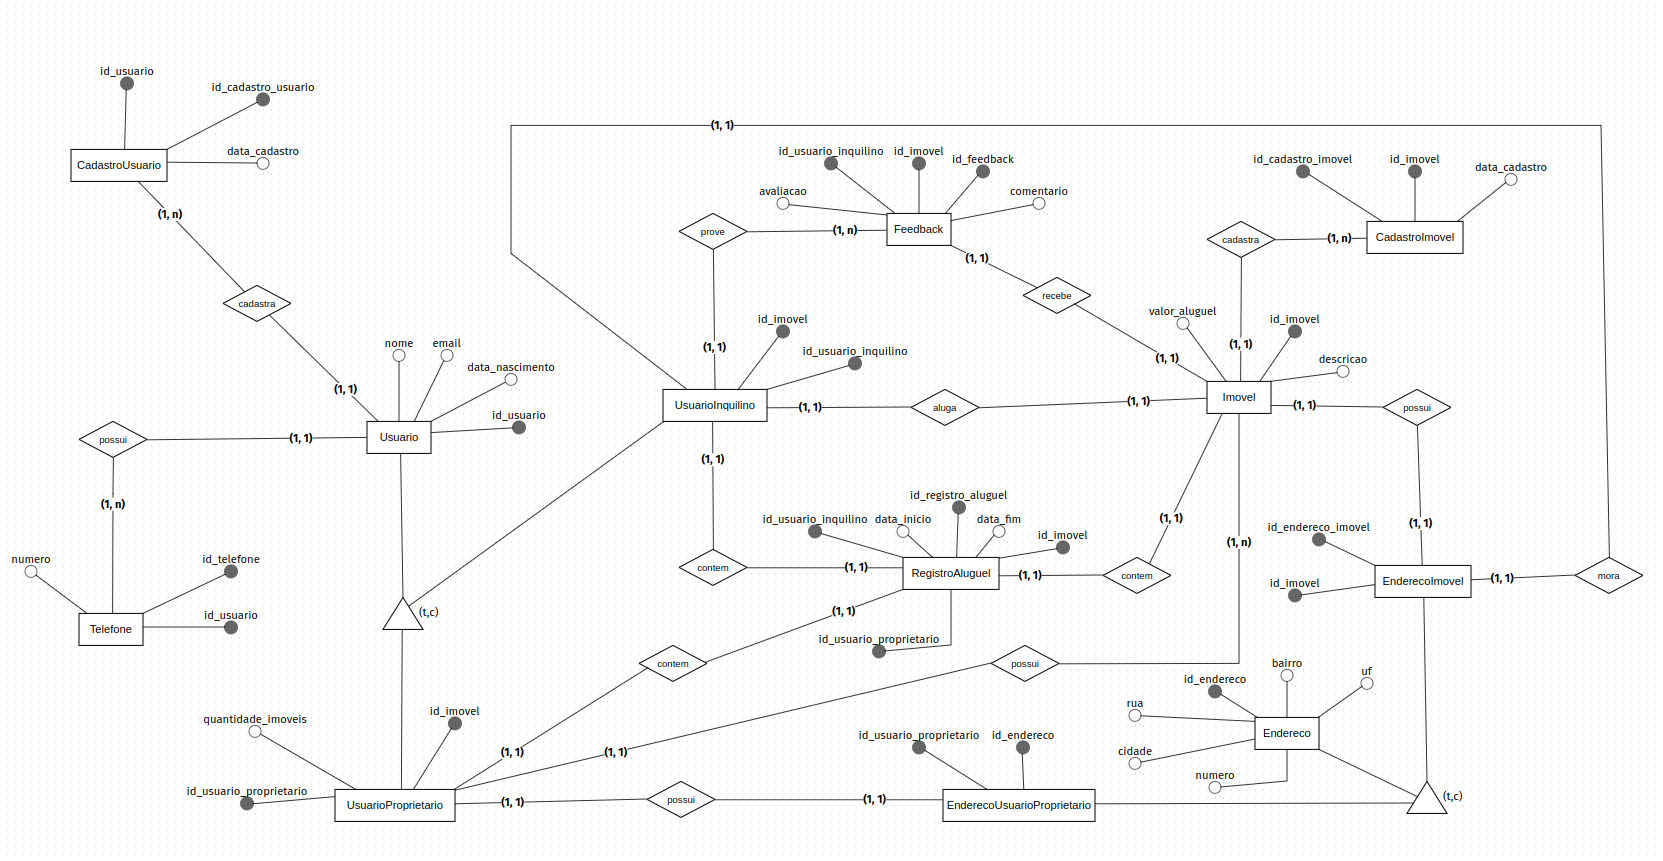 id_usuario
id_cadastro_usuario
CadastroUsuario
data_cadastro
(1, n)
cadastra
(1, 1)
nome
email
data_nascimento
id_usuario
Usuario
(1, 1)
possui
(1, n)
numero
id_telefone
id_usuario
Telefone
(t,c)
(1, 1)
id_usuario_inquilino
id_imovel
id_feedback
avaliacao
comentario
Feedback
(1, n)
prove
(1, 1)
(1, 1)
recebe
(1, 1)
id_imovel
id_usuario_inquilino
UsuarioInquilino
(1, 1)
aluga
(1, 1)
id_cadastro_imovel
id_imovel
data_cadastro
CadastroImovel
(1, n)
cadastra
(1, 1)
valor_aluguel
id_imovel
descricao
Imovel
(1, 1)
possui
(1, 1)
id_endereco_imovel
id_imovel
EnderecoImovel
(1, 1)
mora
(1, 1)
contem
(1, 1)
id_registro_aluguel
id_usuario_inquilino
data_inicio
data_fim
id_imovel
RegistroAluguel
id_usuario_proprietario
(1, 1)
contem
(1, 1)
(1, n)
(1, 1)
contem
(1, 1)
possui
(1, 1)
quantidade_imoveis
id_imovel
id_usuario_proprietario
UsuarioProprietario
(1, 1)
possui
(1, 1)
id_usuario_proprietario
id_endereco
EnderecoUsuarioProprietario
bairro
uf
id_endereco
rua
Endereco
cidade
numero
(t,c)